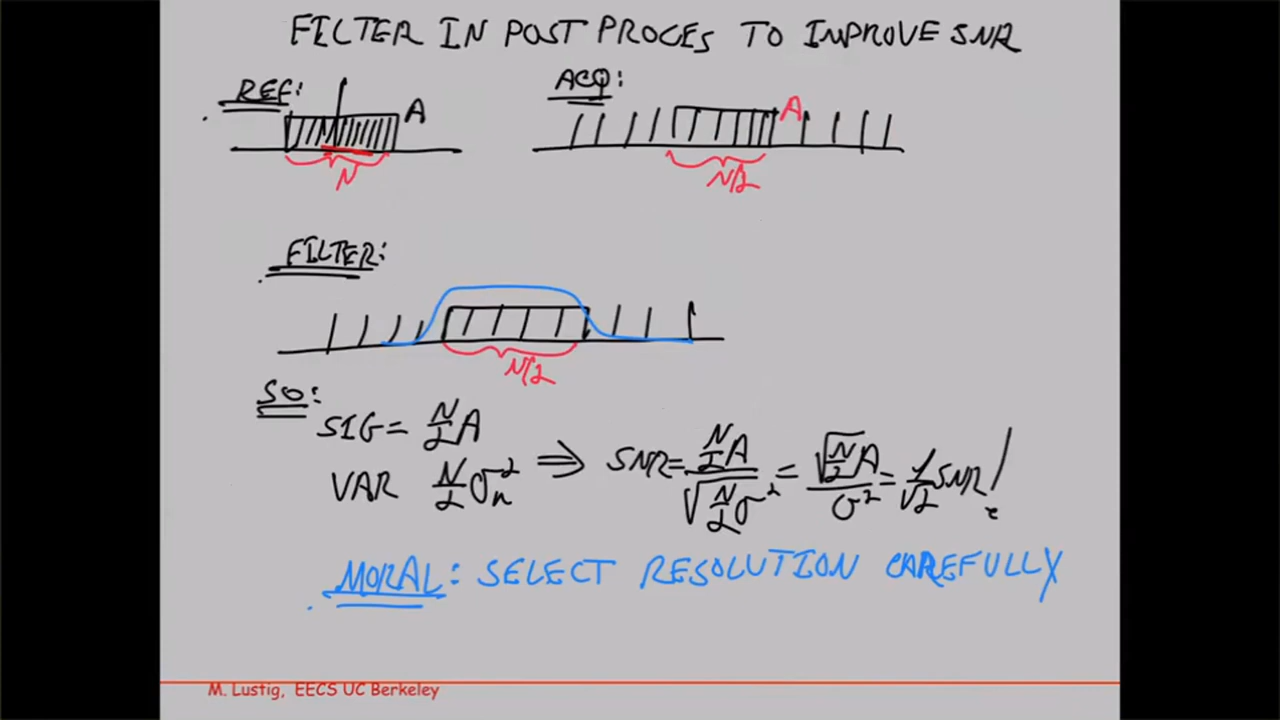 FILTER IN POST PROCES TO IMPROVE SNR
REF: A
N
ACQ: A
N/2
FILTER:
N/2
SO:
SIG = N/2 A
VAR N/2 σn² ⇒ SNR = (N/2 A)/√(N/2 σ²) = (√(N/2) A)/σ² = 1/√2 SNR!
MORAL: SELECT RESOLUTION CAREFULLY
M. Lustig, EECS UC Berkeley